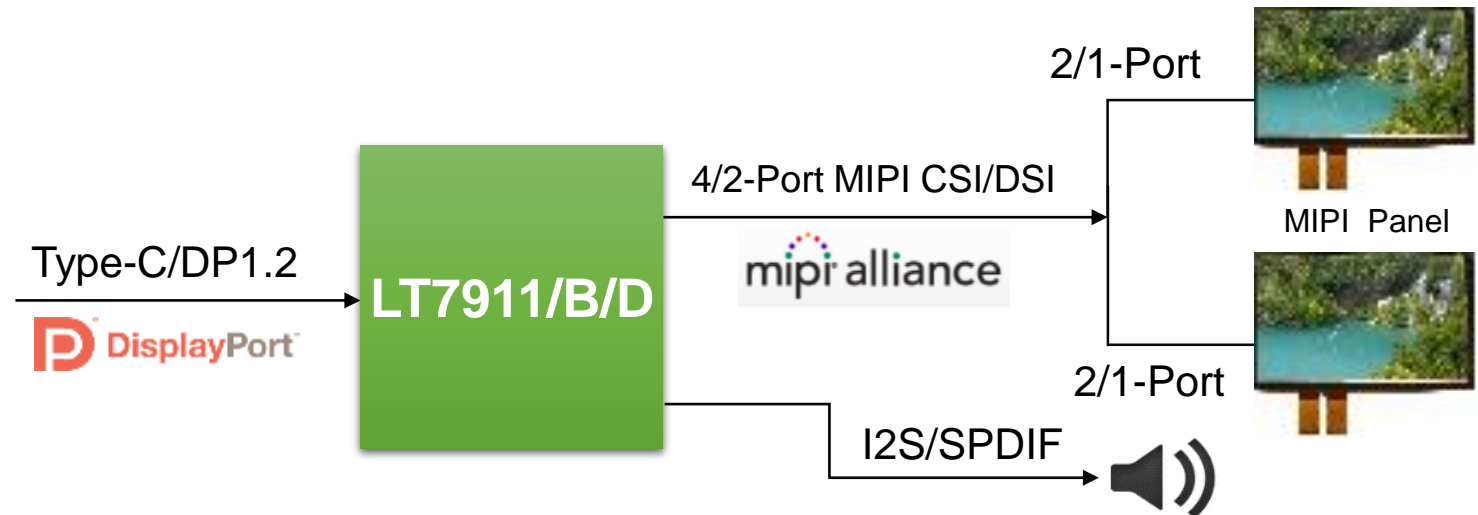 2/1-Port
4/2-Port MIPI CSI/DSI
MIPI Panel
Type-C/DP1.2
mipi alliance
LT7911/B/D
DisplayPort™
2/1-Port
I2S/SPDIF